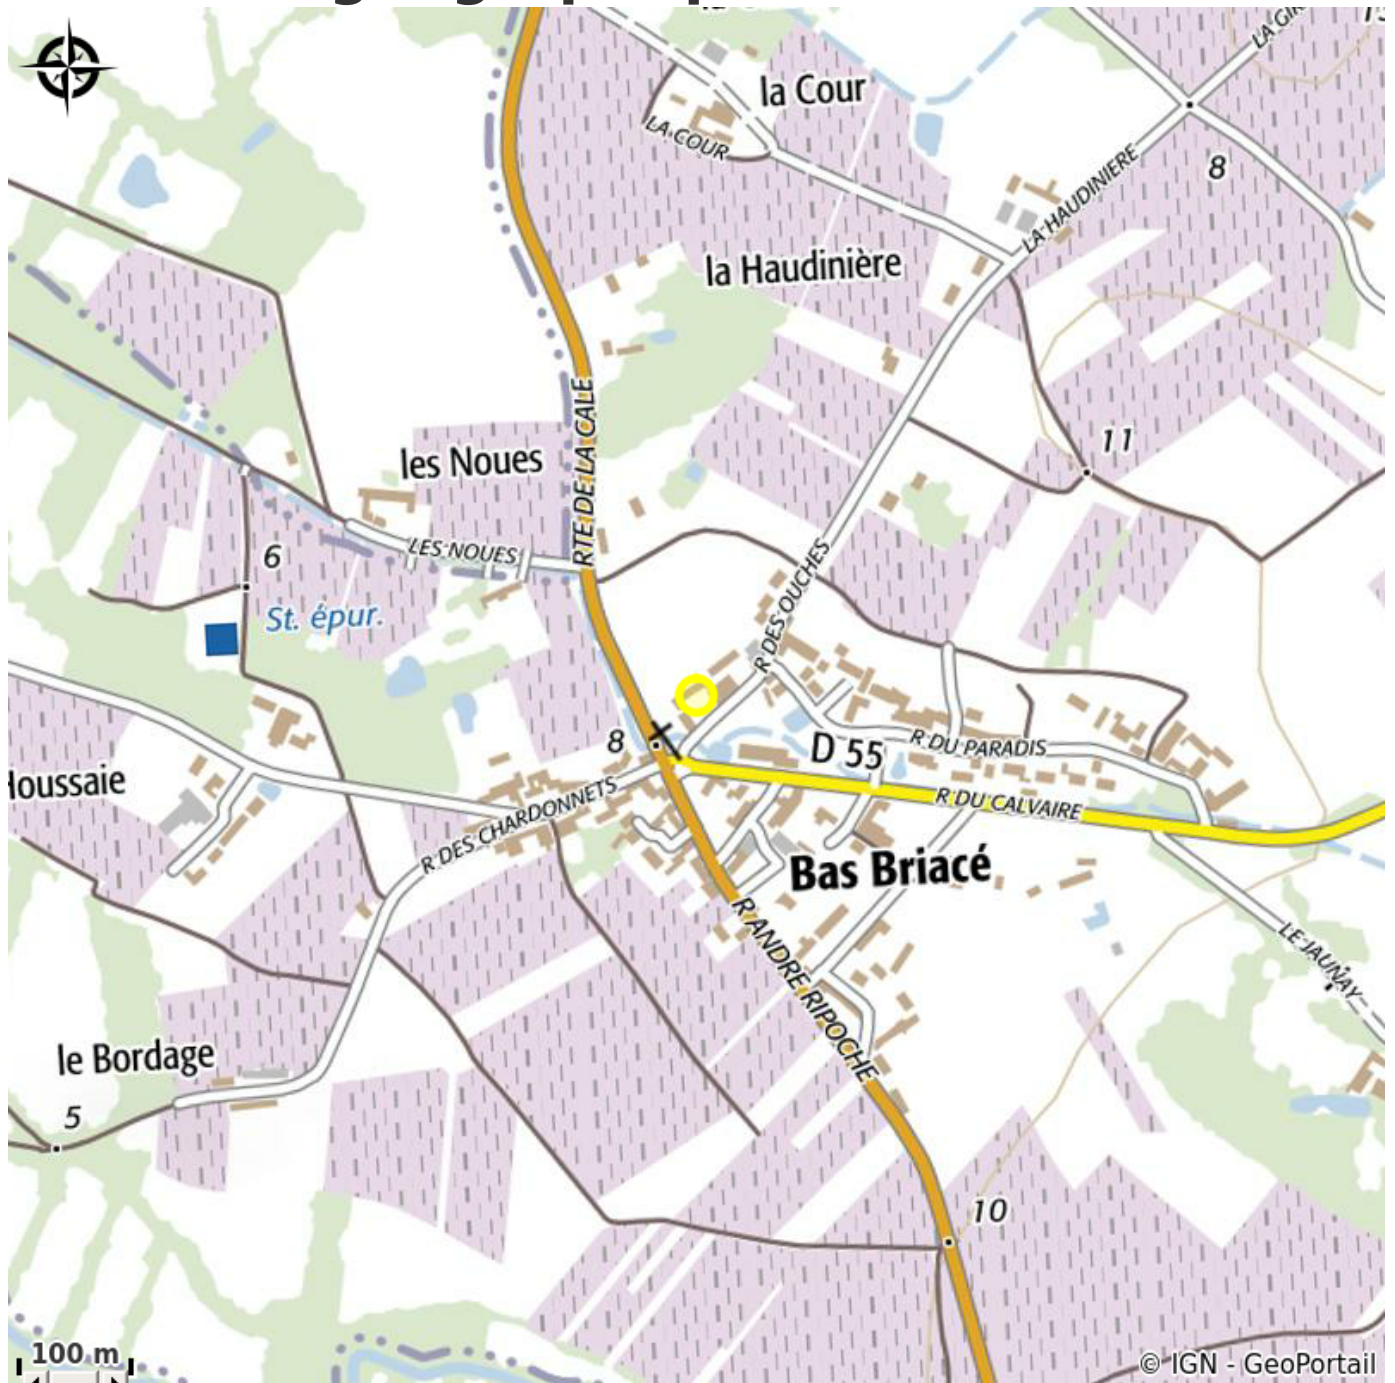 la Cour
LA COUR
8
LA HAUDINIERE
la Haudinière
RTE DE LA CALE
11
les Noues
LES NOUES
6
St. épur.
R DES OUCHES
8
D 55
R DU PARADIS
Houssaie
R DES CHARDONNETS
R DU CALVAIRE
Bas Briacé
R ANDRE RIPOCHE
LE JAUNAY
le Bordage
5
10
100 m
© IGN - GeoPortail